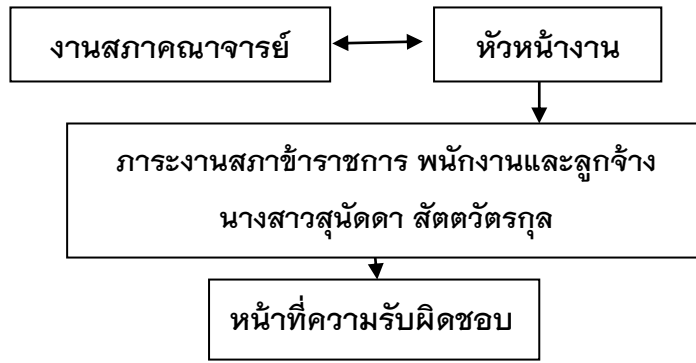 งานสภาคณาจารย์
หัวหน้างาน
ภาระงานสภาข้าราชการ พนักงานและลูกจ้าง
นางสาวสุนัดดา สัตตวัตรกุล
หน้าที่ความรับผิดชอบ